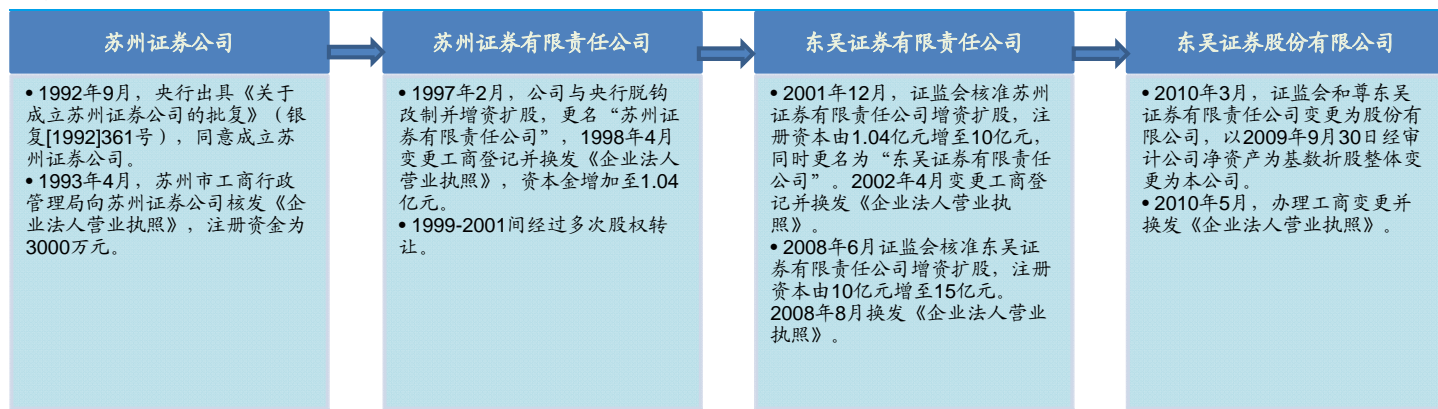 苏州证券公司
• 1992年9月，央行出具《关于
成立苏州证券公司的批复》（银
复[1992]361号），同意成立苏
州证券公司。
• 1993年4月，苏州市工商行政
管理局向苏州证券公司核发《企
业法人营业执照》，注册资金为
3000万元。
苏州证券有限责任公司
• 1997年2月，公司与央行脱钩
改制并增资扩股，更名“苏州证
券有限责任公司”，1998年4月
变更工商登记并换发《企业法人
营业执照》，资本金增加至1.04
亿元。
• 1999-2001间经过多次股权转
让。
东吴证券有限责任公司
• 2001年12月，证监会核准苏州
证券有限责任公司增资扩股，注
册资本由1.04亿元增至10亿元，
同时更名为“东吴证券有限责任
公司”。2002年4月变更工商登
记并换发《企业法人营业执
照》。
• 2008年6月证监会核准东吴证
券有限责任公司增资扩股，注册
资本由10亿元增至15亿元。
2008年8月换发《企业法人营业
执照》。
东吴证券股份有限公司
• 2010年3月，证监会和尊东吴
证券有限责任公司变更为股份有
限公司，以2009年9月30日经审
计公司净资产为基数折股整体变
更为本公司。
• 2010年5月，办理工商变更并
换发《企业法人营业执照》。